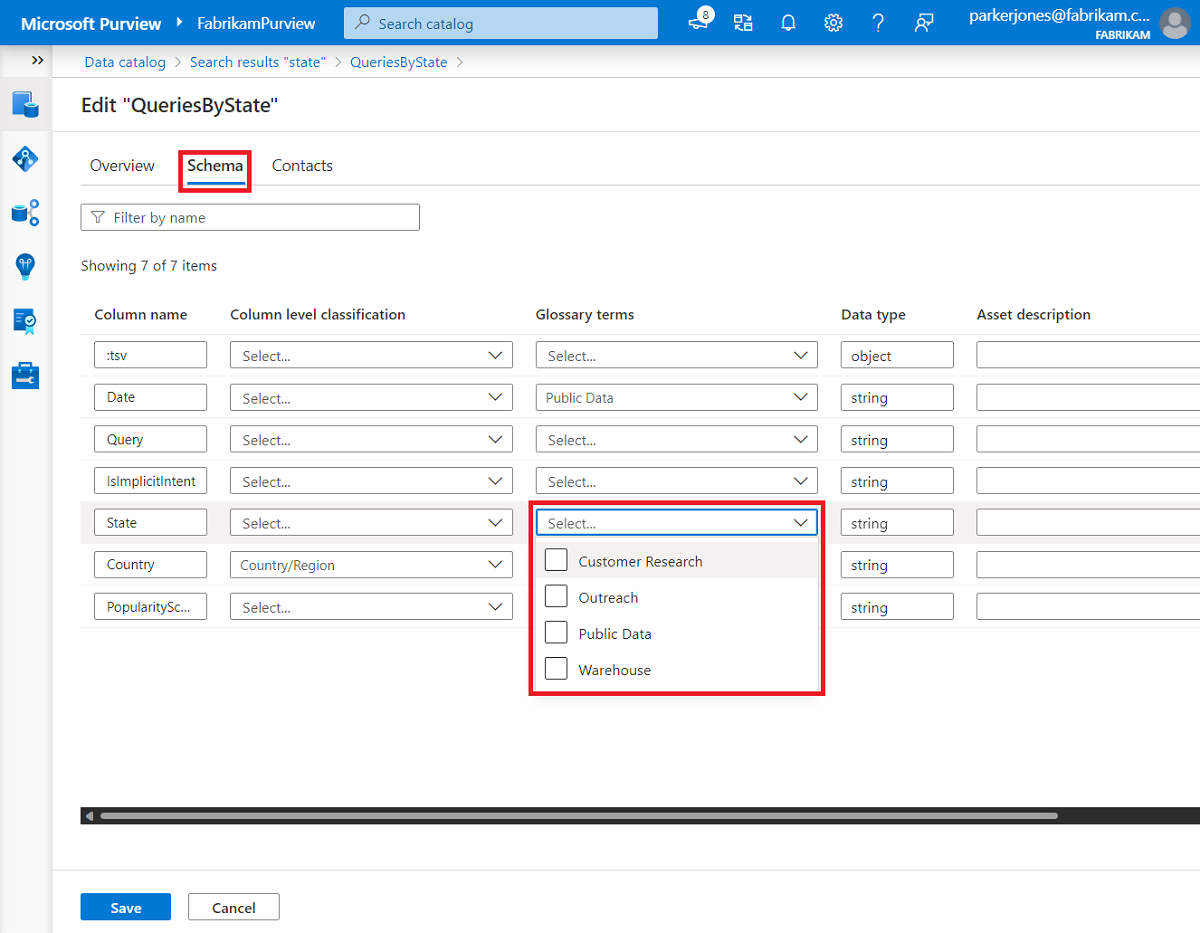 Microsoft Purview FabrikamPurview Search catalog 8 parkerjones@fabrikam.c...
FABRIKAM
Data catalog > Search results "state" > QueriesByState >
Edit "QueriesByState"
Overview Schema Contacts
Filter by name
Showing 7 of 7 items
Column name Column level classification Glossary terms Data type Asset description
:tsv Select... Select... object
Date Select... Public Data string
Query Select... Select... string
IsImplicitIntent Select... Select... string
State Select... Select... string
Customer Research
Country Country/Region string
Outreach
PopularitySc... Select... string
Public Data
Warehouse
Save Cancel